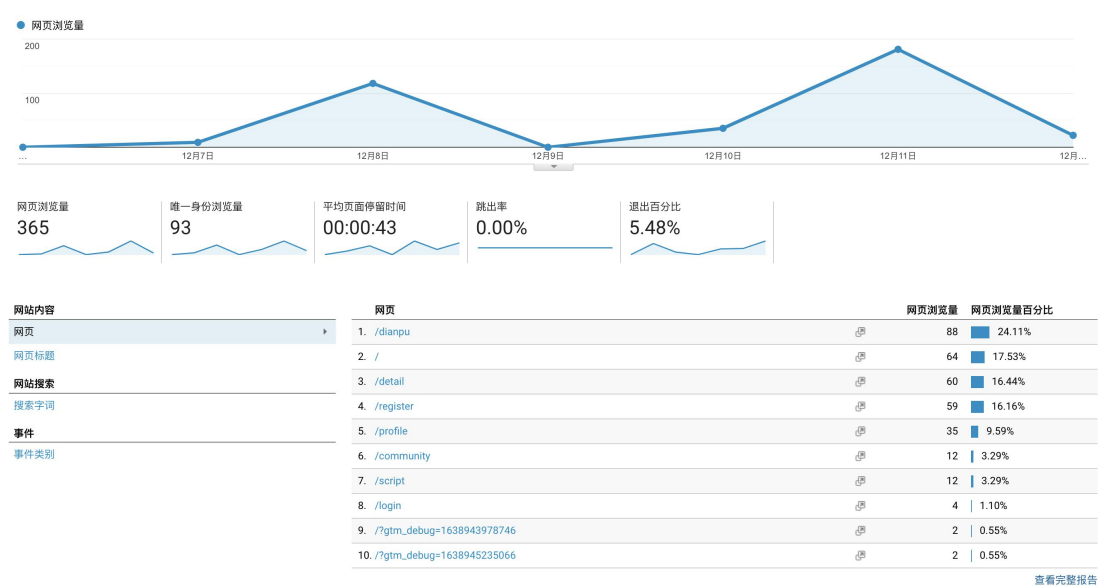 网页浏览量
200
100
...
12月7日
12月8日
12月9日
12月10日
12月11日
12月...
网页浏览量
365
唯一身份浏览量
93
平均页面停留时间
00:00:43
跳出率
0.00%
退出百分比
5.48%
网站内容
网页
网页标题
网站搜索
搜索字词
事件
事件类别
网页 网页浏览量 网页浏览量百分比
1. /dianpu 88 24.11%
2. / 64 17.53%
3. /detail 60 16.44%
4. /register 59 16.16%
5. /profile 35 9.59%
6. /community 12 3.29%
7. /script 12 3.29%
8. /login 4 1.10%
9. /?gtm_debug=1638943978746 2 0.55%
10. /?gtm_debug=1638945235066 2 0.55%
查看完整报告